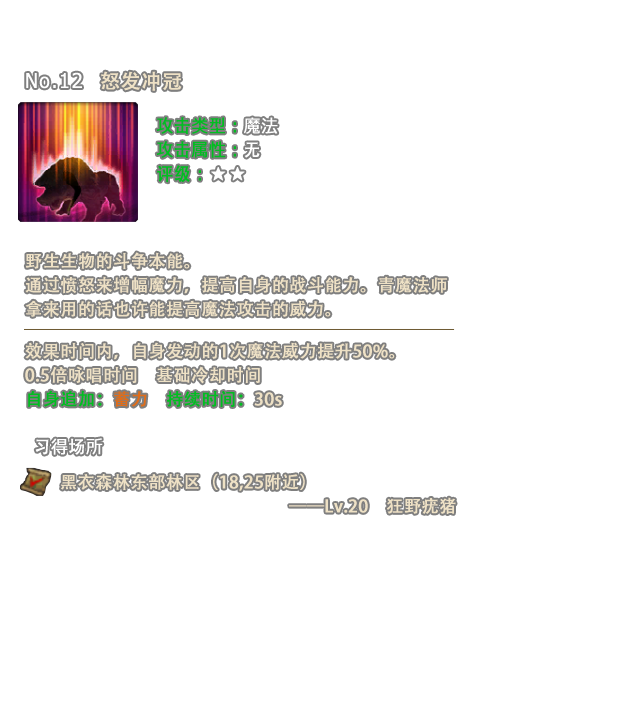 No.12 怒发冲冠
攻击类型：魔法
攻击属性：无
评级：☆☆
野生生物的斗争本能。
通过愤怒来增幅魔力，提高自身的战斗能力。青魔法师
拿来用的话也许能提高魔法攻击的威力。
效果时间内，自身发动的1次魔法威力提升50%。
0.5倍咏唱时间 基础冷却时间
自身追加：蓄力 持续时间：30s
习得场所
黑衣森林东部林区（18,25附近）
——Lv.20 狂野疣猪